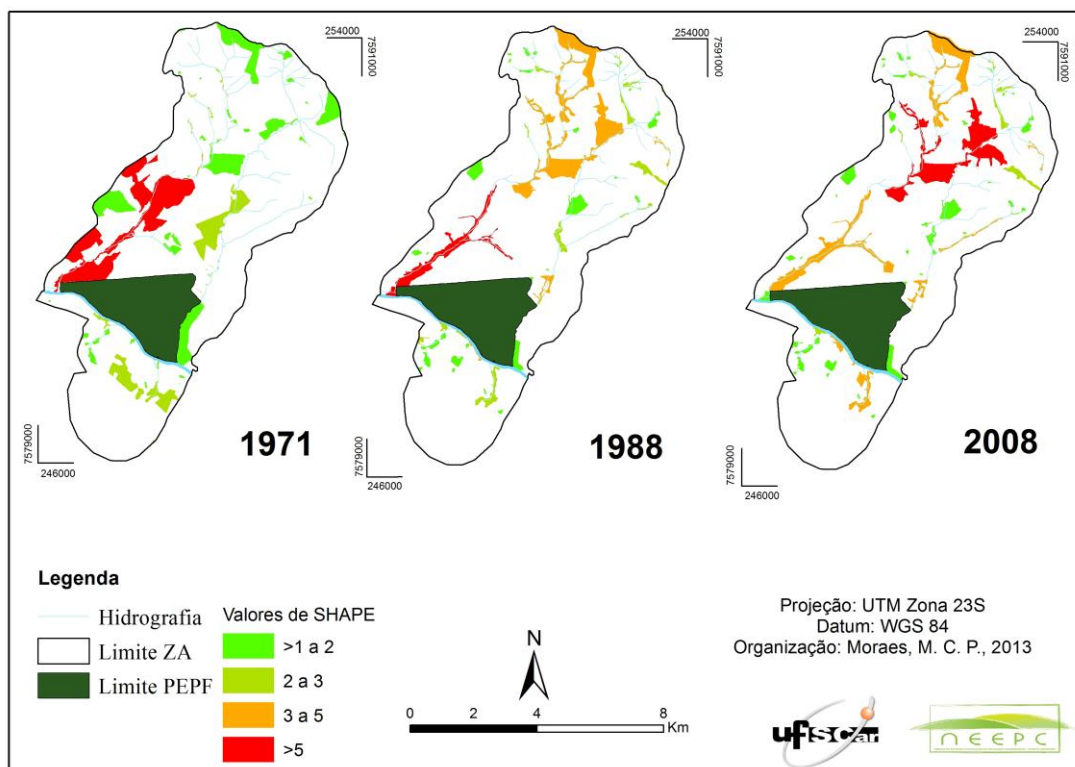 254000
7591000
254000
7591000
254000
7591000
1971
1988
2008
7579000
246000
7579000
246000
7579000
246000
Legenda
Hidrografia
Limite ZA
Limite PEPF
Valores de SHAPE
>1 a 2
2 a 3
3 a 5
>5
N
0 4 8
Km
Projeção: UTM Zona 23S
Datum: WGS 84
Organização: Moraes, M. C. P., 2013
ufscar
NEEPC